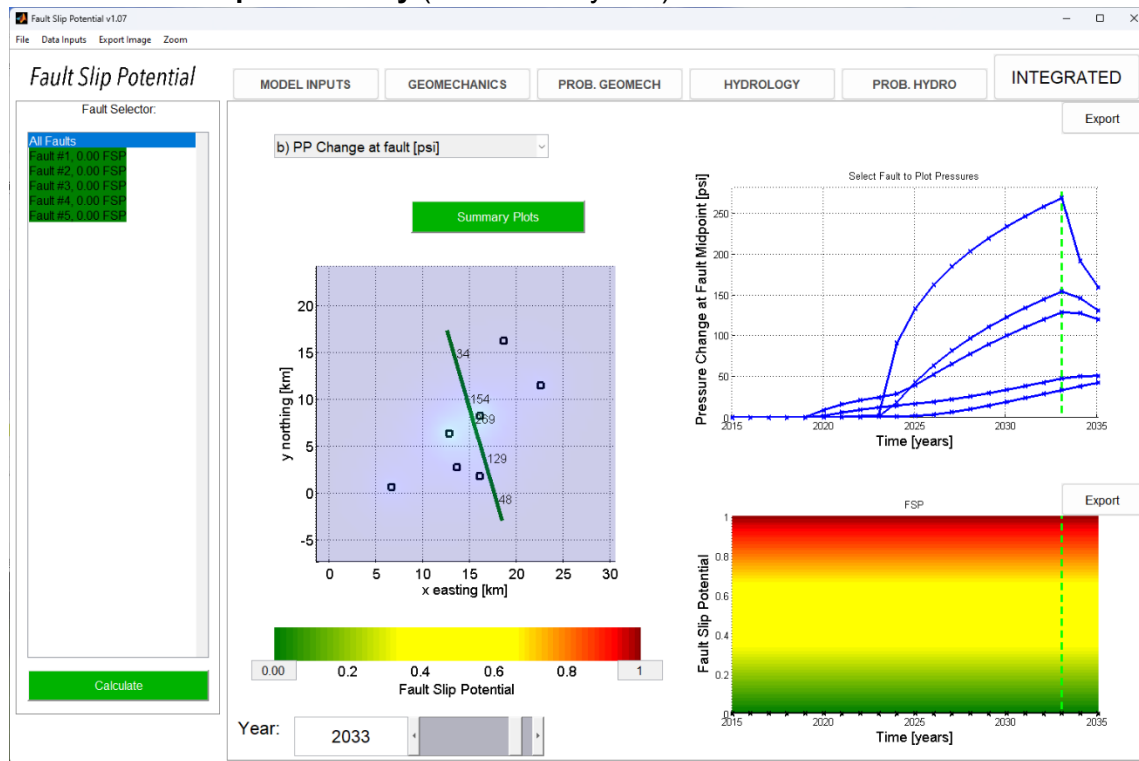 Fault Slip Potential v1.07
File Data Inputs Export Image Zoom
Fault Slip Potential
MODEL INPUTS
GEOMECHANICS
PROB. GEOMECH
HYDROLOGY
PROB. HYDRO
INTEGRATED
Fault Selector:
All Faults
Fault #1, 0.00 FSP
Fault #2, 0.00 FSP
Fault #3, 0.00 FSP
Fault #4, 0.00 FSP
Fault #5, 0.00 FSP
Calculate
Export
b) PP Change at fault [psi]
Summary Plots
y northing [km]
20
15
10
5
0
-5
34
154
269
129
48
0 5 10 15 20 25 30
x easting [km]
0.00 0.2 0.4 0.6 0.8 1
Fault Slip Potential
Year:
2033
Select Fault to Plot Pressures
Pressure Change at Fault Midpoint [psi]
250
200
150
100
50
0
2015 2020 2025 2030 2035
Time [years]
Export
FSP
Fault Slip Potential
1
0.8
0.6
0.4
0.2
0
2015 2020 2025 2030 2035
Time [years]